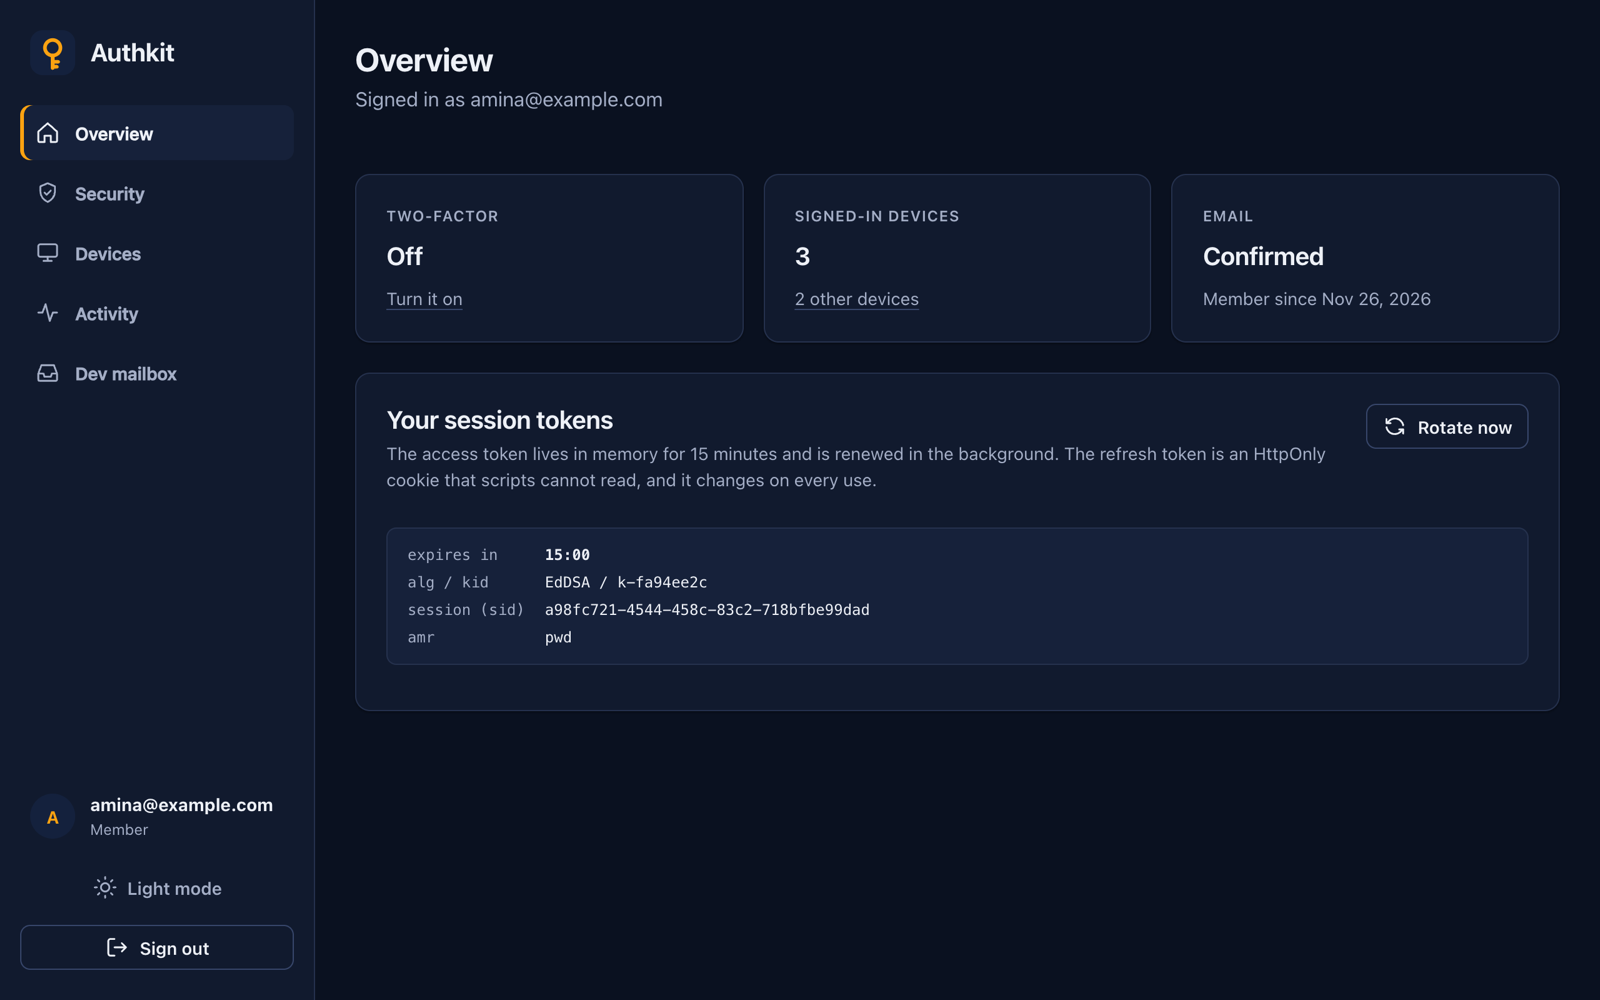 Authkit
Overview
Security
Devices
Activity
Dev mailbox
A
amina@example.com
Member
Light mode
Sign out
Overview
Signed in as amina@example.com
TWO-FACTOR
Off
Turn it on
SIGNED-IN DEVICES
3
2 other devices
EMAIL
Confirmed
Member since Nov 26, 2026
Your session tokens
The access token lives in memory for 15 minutes and is renewed in the background. The refresh token is an HttpOnly
cookie that scripts cannot read, and it changes on every use.
Rotate now
expires in 15:00
alg / kid EdDSA / k-fa94ee2c
session (sid) a98fc721-4544-458c-83c2-718bfbe99dad
amr pwd